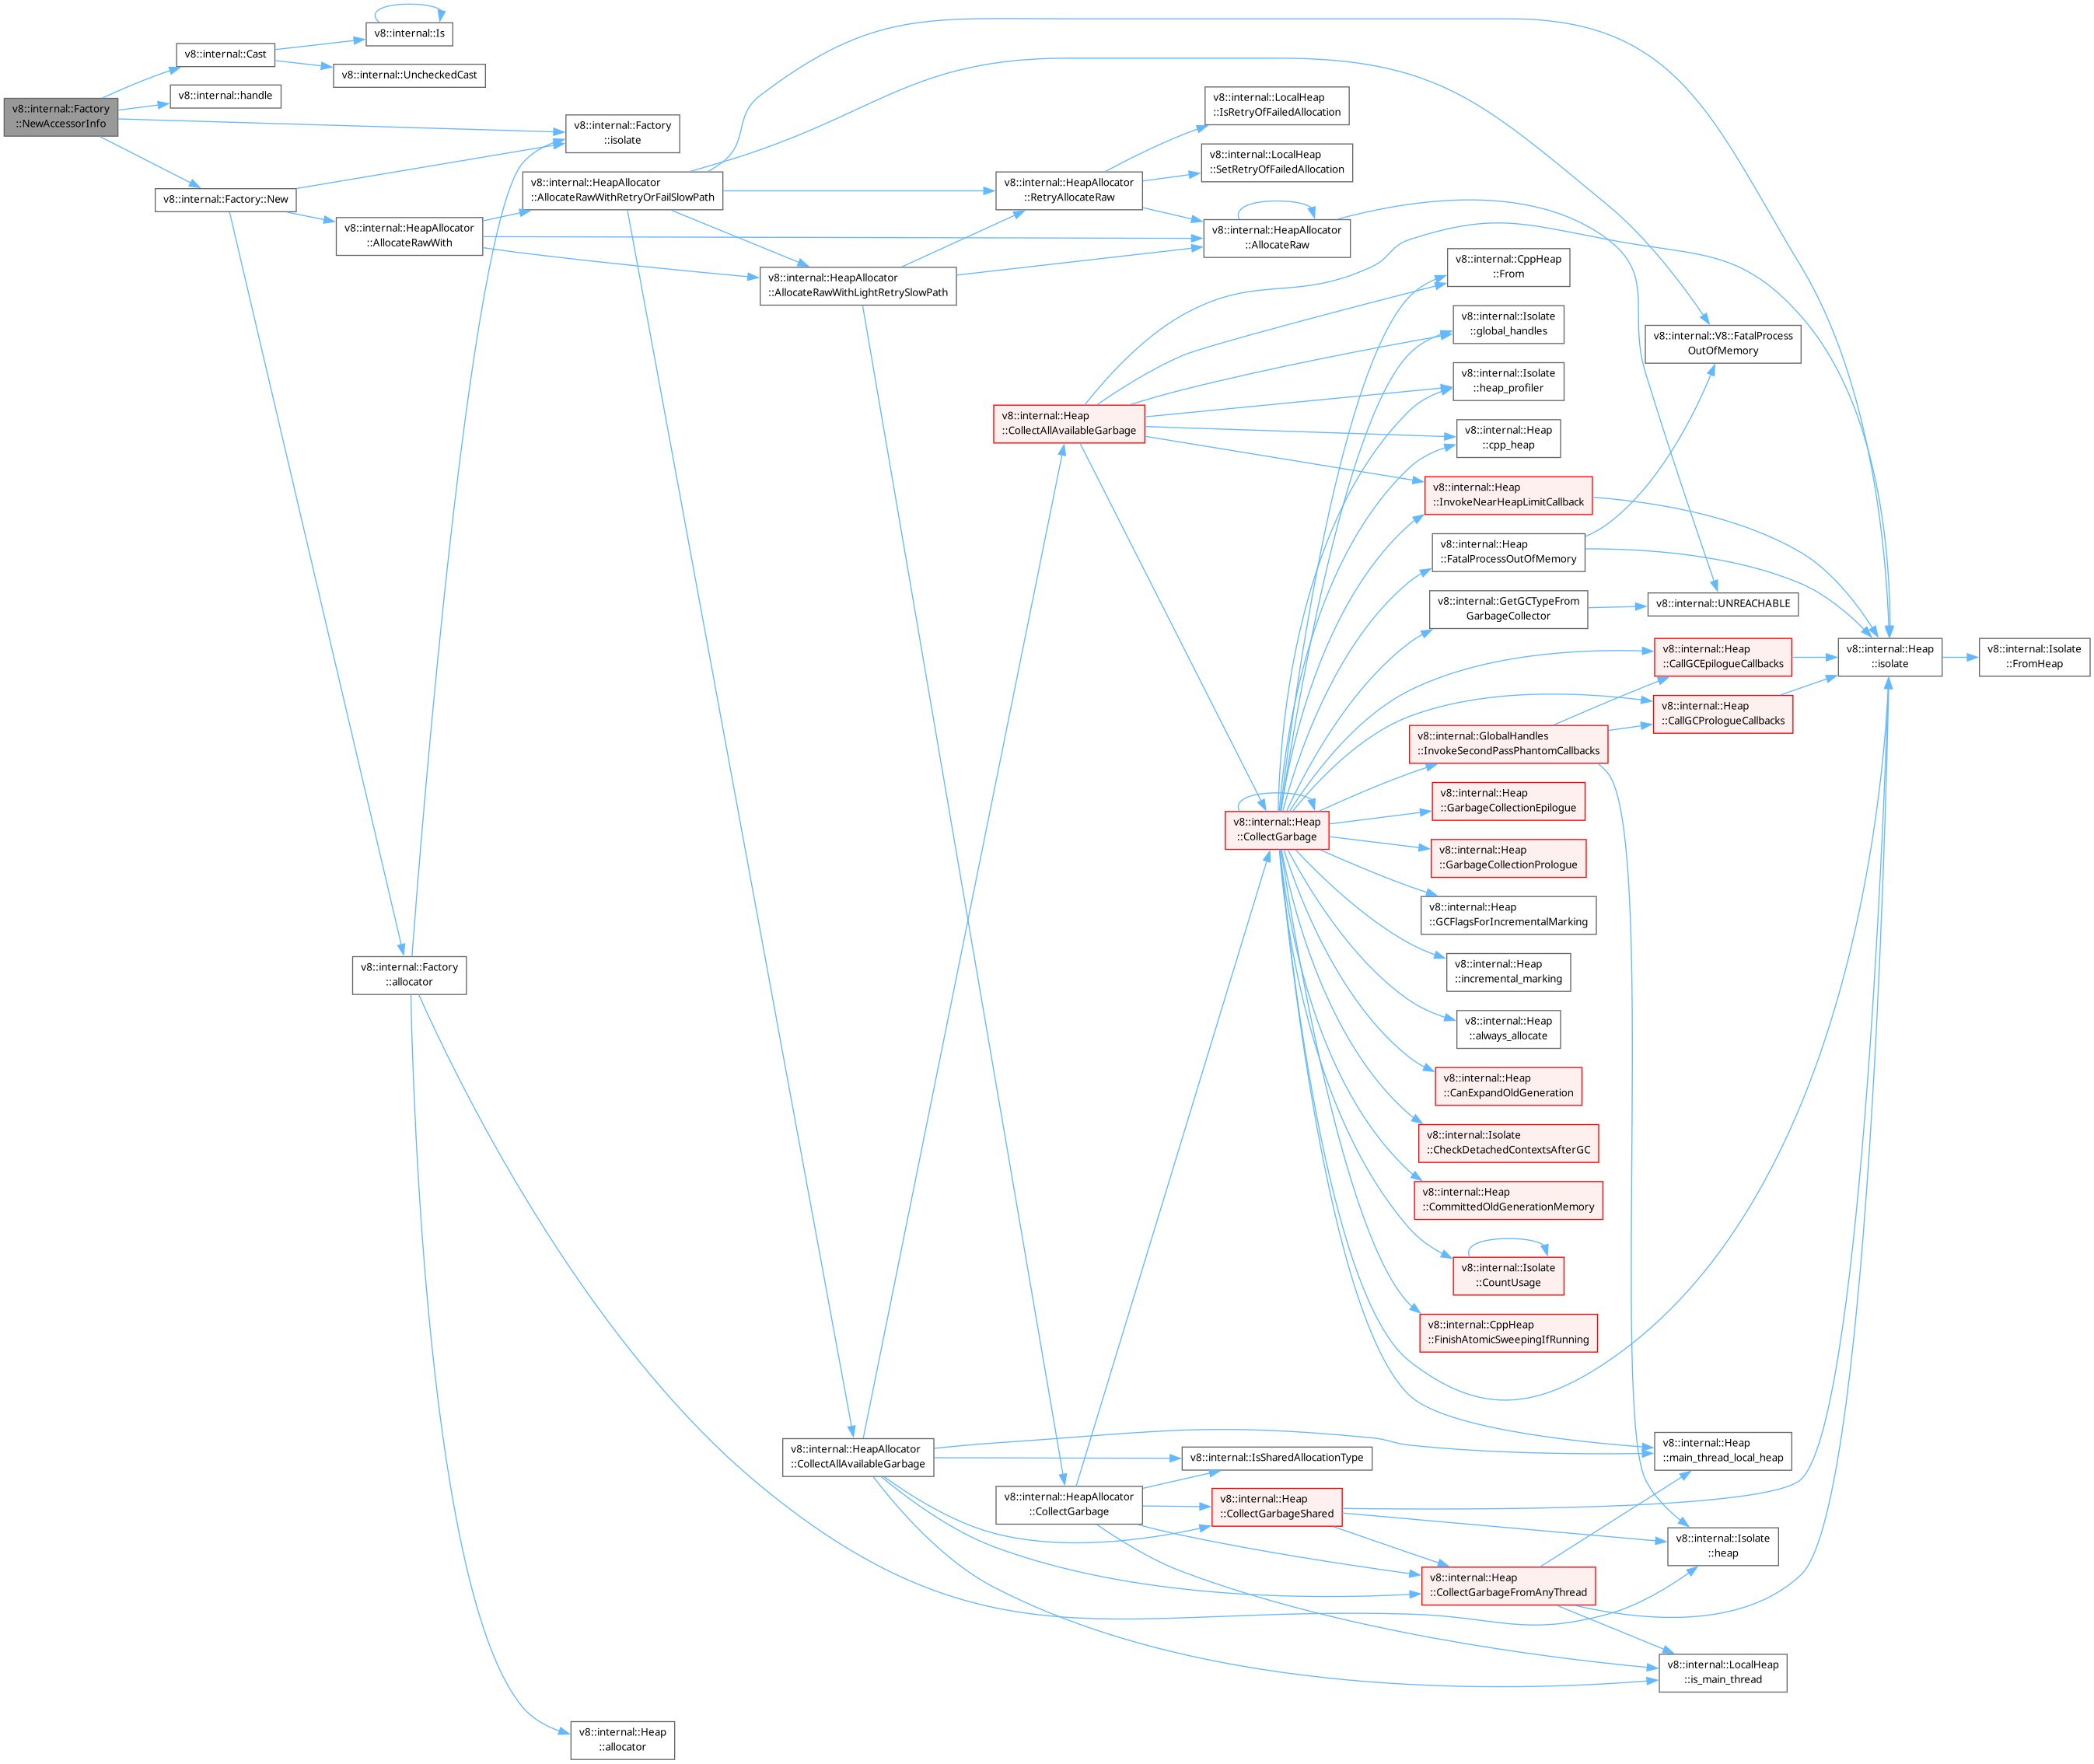 v8::internal::Factory
::NewAccessorInfo
v8::internal::Cast
v8::internal::Is
v8::internal::UncheckedCast
v8::internal::handle
v8::internal::Factory
::isolate
v8::internal::Factory::New
v8::internal::HeapAllocator
::AllocateRawWith
v8::internal::HeapAllocator
::AllocateRawWithRetryOrFailSlowPath
v8::internal::HeapAllocator
::AllocateRawWithLightRetrySlowPath
v8::internal::HeapAllocator
::RetryAllocateRaw
v8::internal::LocalHeap
::IsRetryOfFailedAllocation
v8::internal::LocalHeap
::SetRetryOfFailedAllocation
v8::internal::HeapAllocator
::AllocateRaw
v8::internal::CppHeap
::From
v8::internal::Isolate
::global_handles
v8::internal::Isolate
::heap_profiler
v8::internal::Heap
::cpp_heap
v8::internal::Heap
::CollectAllAvailableGarbage
v8::internal::Heap
::InvokeNearHeapLimitCallback
v8::internal::Heap
::FatalProcessOutOfMemory
v8::internal::V8::FatalProcess
OutOfMemory
v8::internal::GetGCTypeFrom
GarbageCollector
v8::internal::UNREACHABLE
v8::internal::Heap
::CallGCEpilogueCallbacks
v8::internal::Heap
::CallGCPrologueCallbacks
v8::internal::Heap
::isolate
v8::internal::Isolate
::FromHeap
v8::internal::GlobalHandles
::InvokeSecondPassPhantomCallbacks
v8::internal::Heap
::CollectGarbage
v8::internal::Heap
::GarbageCollectionEpilogue
v8::internal::Heap
::GarbageCollectionPrologue
v8::internal::Heap
::GCFlagsForIncrementalMarking
v8::internal::Heap
::incremental_marking
v8::internal::Heap
::always_allocate
v8::internal::Heap
::CanExpandOldGeneration
v8::internal::Isolate
::CheckDetachedContextsAfterGC
v8::internal::Heap
::CommittedOldGenerationMemory
v8::internal::Isolate
::CountUsage
v8::internal::CppHeap
::FinishAtomicSweepingIfRunning
v8::internal::Factory
::allocator
v8::internal::HeapAllocator
::CollectAllAvailableGarbage
v8::internal::HeapAllocator
::CollectGarbage
v8::internal::IsSharedAllocationType
v8::internal::Heap
::CollectGarbageShared
v8::internal::Heap
::CollectGarbageFromAnyThread
v8::internal::Heap
::main_thread_local_heap
v8::internal::Isolate
::heap
v8::internal::LocalHeap
::is_main_thread
v8::internal::Heap
::allocator